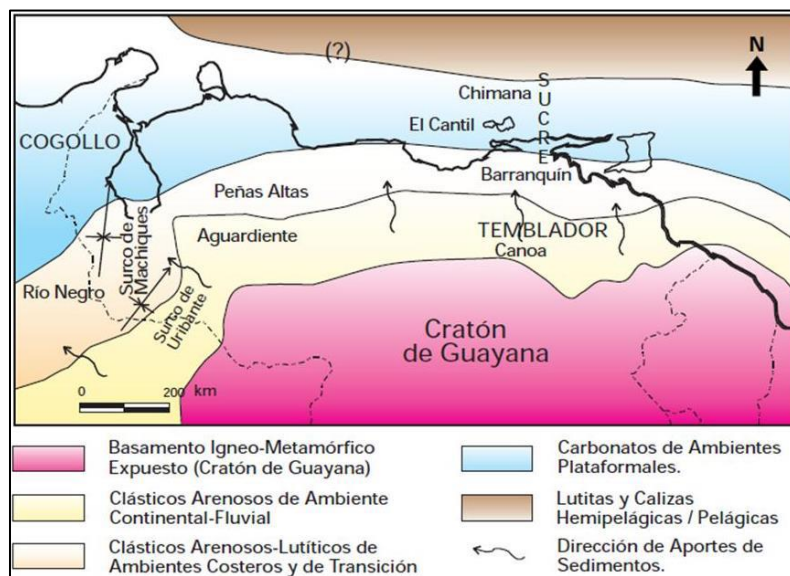 (?)
N
Chimana
SUCRE
El Cantil
COGOLLO
Barranquín
Peñas Altas
TEMBLADOR
Aguardiente
Canoa
Surco de
Machiques
Río Negro
Surco de
Uribante
Cratón
de Guayana
0 200 km
Basamento Igneo-Metamórfico
Expuesto (Cratón de Guayana)
Clásticos Arenosos de Ambiente
Continental-Fluvial
Clásticos Arenosos-Lutíticos de
Ambientes Costeros y de Transición
Carbonatos de Ambientes
Plataformales.
Lutitas y Calizas
Hemipelágicas / Pelágicas
Dirección de Aportes de
Sedimentos.